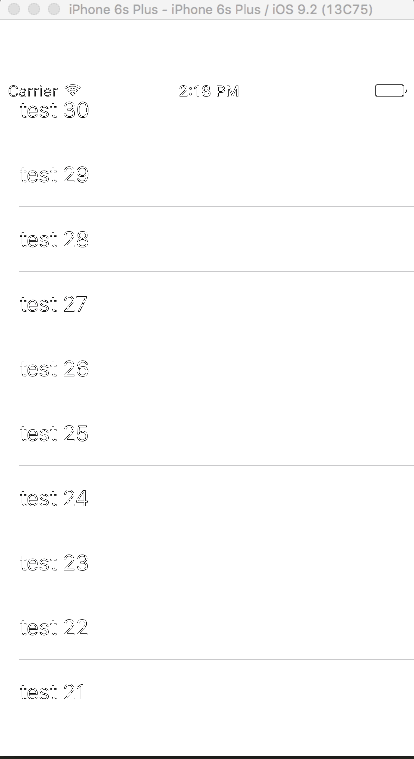 iPhone 6s Plus - iPhone 6s Plus / iOS 9.2 (13C75)
Carrier 2:18 PM
test 30
test 29
test 28
test 27
test 26
test 25
test 24
test 23
test 22
test 21